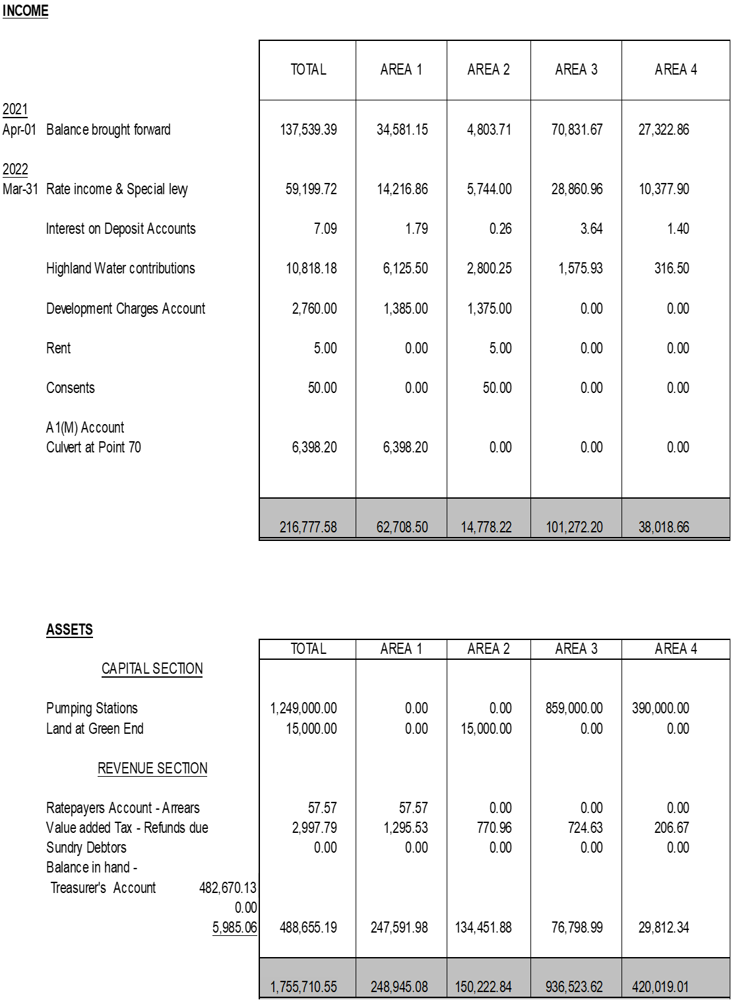 INCOME
TOTAL AREA 1 AREA 2 AREA 3 AREA 4
2021
Apr-01 Balance brought forward 137,539.39 34,581.15 4,803.71 70,831.67 27,322.86
2022
Mar-31 Rate income & Special levy 59,199.72 14,216.86 5,744.00 28,860.96 10,377.90
Interest on Deposit Accounts 7.09 1.79 0.26 3.64 1.40
Highland Water contributions 10,818.18 6,125.50 2,800.25 1,575.93 316.50
Development Charges Account 2,760.00 1,385.00 1,375.00 0.00 0.00
Rent 5.00 0.00 5.00 0.00 0.00
Consents 50.00 0.00 50.00 0.00 0.00
A1(M) Account
Culvert at Point 70 6,398.20 6,398.20 0.00 0.00 0.00
216,777.58 62,708.50 14,778.22 101,272.20 38,018.66
ASSETS
TOTAL AREA 1 AREA 2 AREA 3 AREA 4
CAPITAL SECTION
Pumping Stations 1,249,000.00 0.00 0.00 859,000.00 390,000.00
Land at Green End 15,000.00 0.00 15,000.00 0.00 0.00
REVENUE SECTION
Ratepayers Account - Arrears 57.57 57.57 0.00 0.00 0.00
Value added Tax - Refunds due 2,997.79 1,295.53 770.96 724.63 206.67
Sundry Debtors 0.00 0.00 0.00 0.00 0.00
Balance in hand -
Treasurer's Account 482,670.13
0.00
5,985.06 488,655.19 247,591.98 134,451.88 76,798.99 29,812.34
1,755,710.55 248,945.08 150,222.84 936,523.62 420,019.01